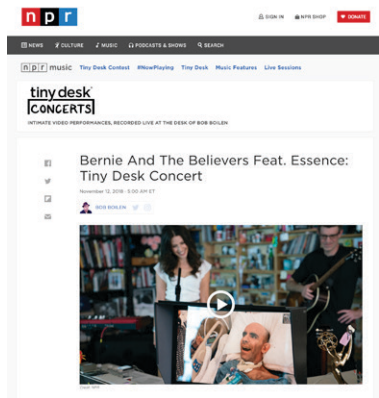 n p r
SIGN IN NPR SHOP DONATE
NEWS CULTURE MUSIC PODCASTS & SHOWS SEARCH
n p r music Tiny Desk Contest #NowPlaying Tiny Desk Music Features Live Sessions
tiny desk
CONCERTS
INTIMATE VIDEO PERFORMANCES, RECORDED LIVE AT THE DESK OF BOB BOILEN
Bernie And The Believers Feat. Essence:
Tiny Desk Concert
November 12, 2018 · 5:00 AM ET
BOB BOILEN